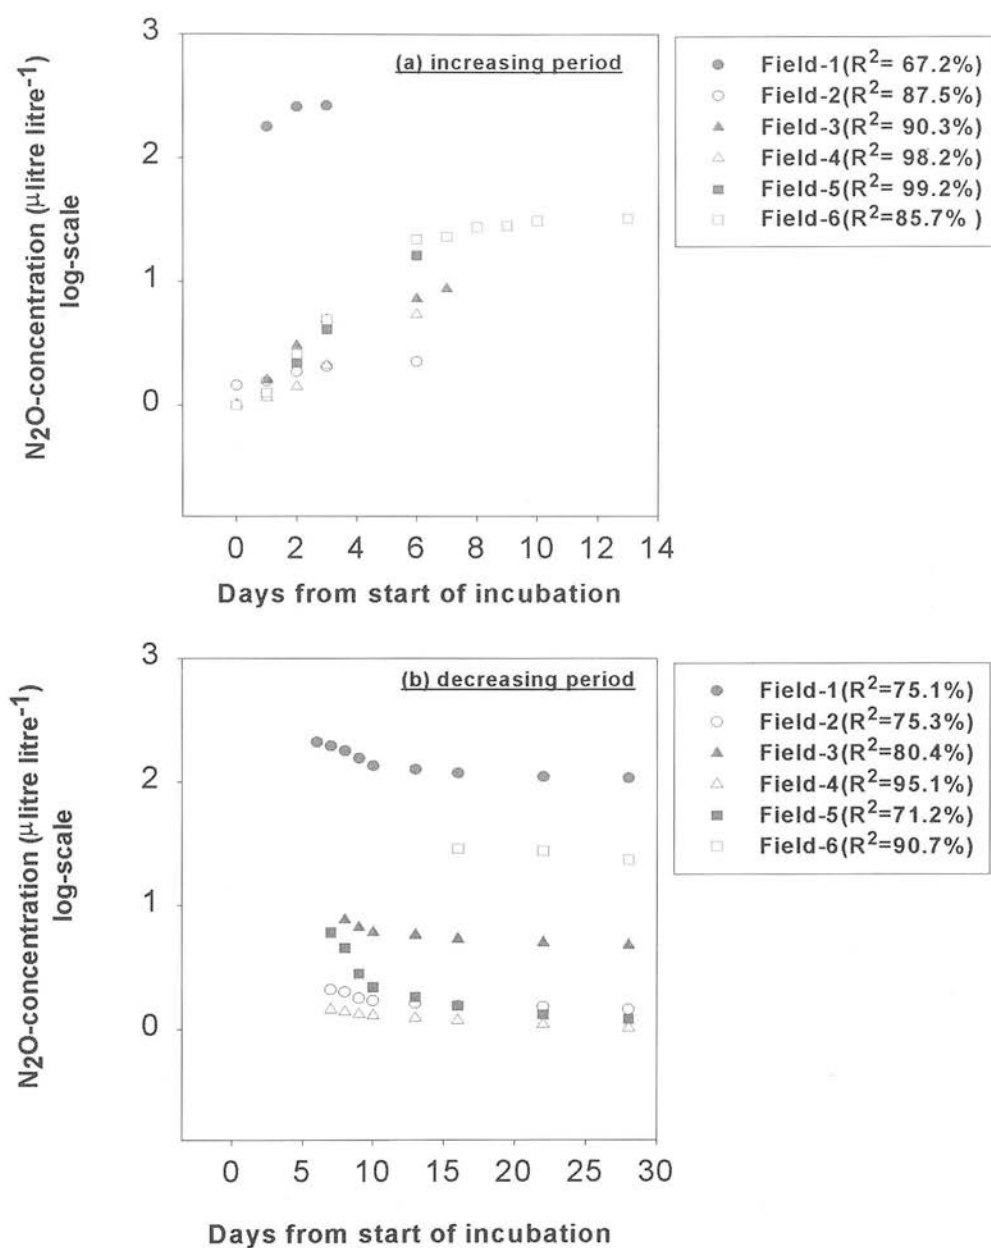 3
2
1
0
(a) increasing period
N₂O-concentration (μlitre litre⁻¹)
log-scale
0 2 4 6 8 10 12 14
Days from start of incubation
Field-1(R²= 67.2%)
Field-2(R²= 87.5%)
Field-3(R²= 90.3%)
Field-4(R²= 98.2%)
Field-5(R²= 99.2%)
Field-6(R²=85.7% )
3
2
1
0
(b) decreasing period
N₂O-concentration (μlitre litre⁻¹)
log-scale
0 5 10 15 20 25 30
Days from start of incubation
Field-1(R²=75.1%)
Field-2(R²=75.3%)
Field-3(R²=80.4%)
Field-4(R²=95.1%)
Field-5(R²=71.2%)
Field-6(R²=90.7%)